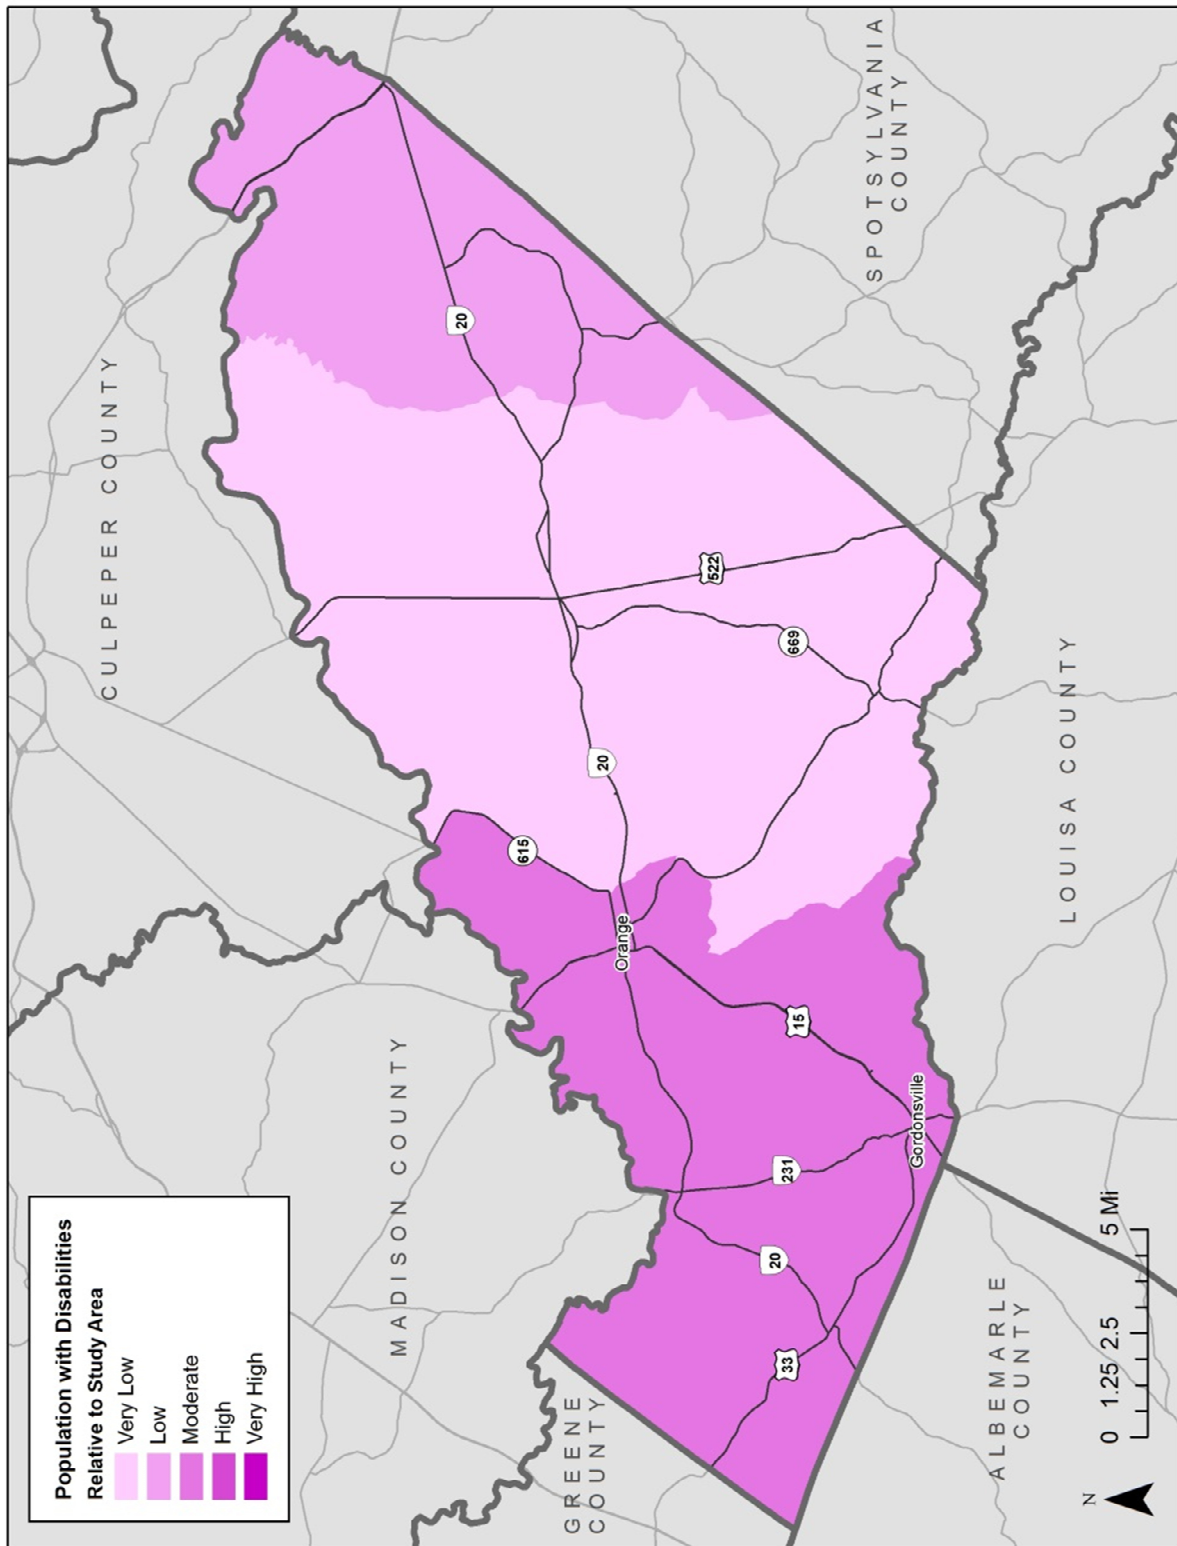 Population with Disabilities
Relative to Study Area
Very Low
Low
Moderate
High
Very High
CULPEPER COUNTY
MADISON COUNTY
GREENE
COUNTY
ALBEMARLE
COUNTY
LOUISA COUNTY
SPOTSYLVANIA
COUNTY
Orange
Gordonsville
20
20
20
615
522
669
15
231
33
N
0 1.25 2.5 5 Mi